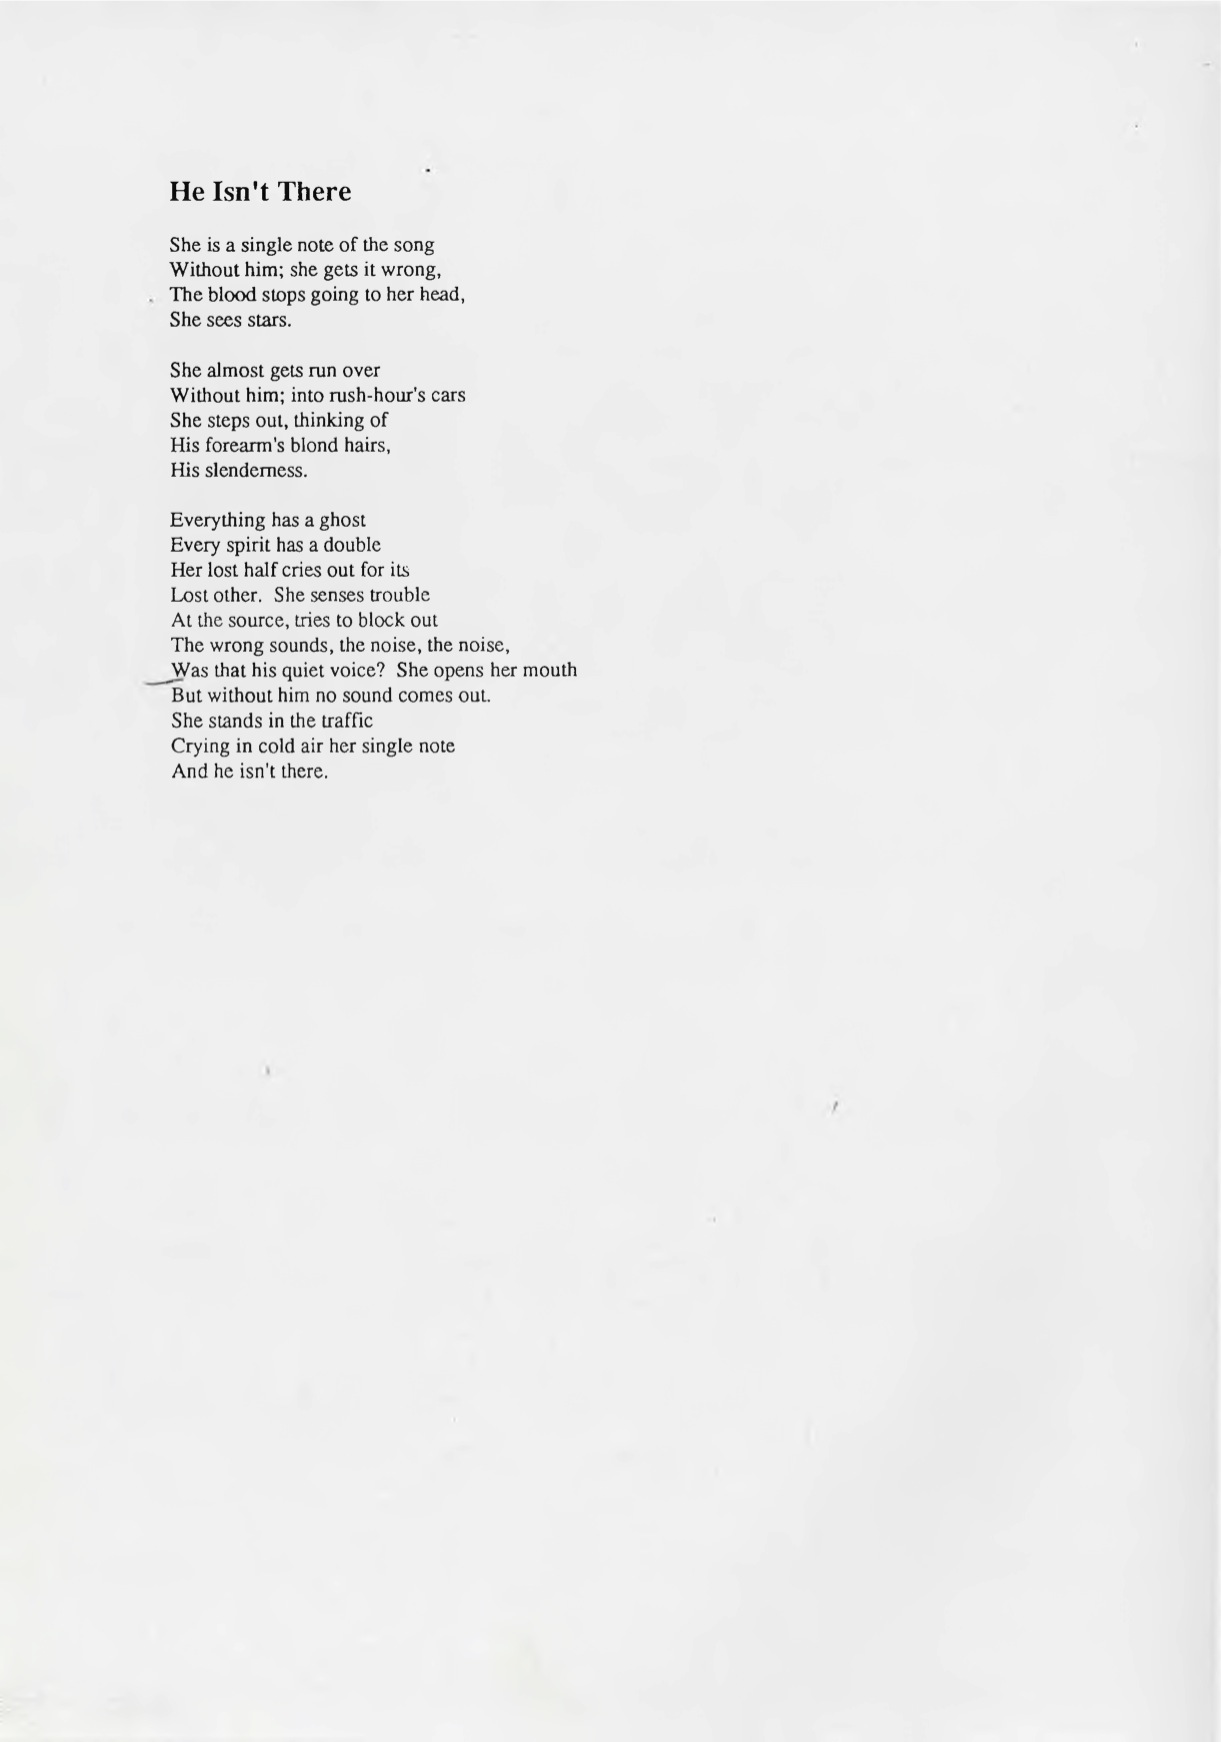 He Isn't There
She is a single note of the song
Without him; she gets it wrong,
The blood stops going to her head,
She sees stars.
She almost gets run over
Without him; into rush-hour's cars
She steps out, thinking of
His forearm's blond hairs,
His slenderness.
Everything has a ghost
Every spirit has a double
Her lost half cries out for its
Lost other.  She senses trouble
At the source, tries to block out
The wrong sounds, the noise, the noise,
Was that his quiet voice?  She opens her mouth
But without him no sound comes out.
She stands in the traffic
Crying in cold air her single note
And he isn't there.